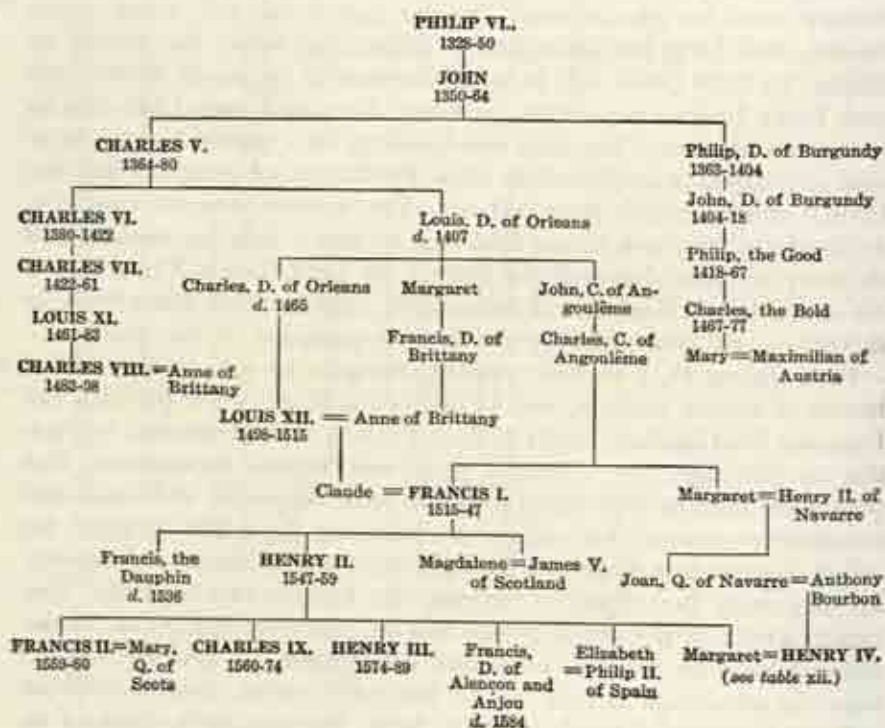 PHILIP VI.,
1328-50
JOHN
1350-64
CHARLES V.
1364-80
Philip, D. of Burgundy
1363-1404
John, D. of Burgundy
1404-18
CHARLES VI.
1380-1422
Louis, D. of Orleans
d. 1407
Philip, the Good
1418-67
CHARLES VII.
1422-61
Charles, D. of Orleans
d. 1465
Margaret
John, C. of An-
goulême
Charles, the Bold
1467-77
LOUIS XI.
1461-83
Francis, D. of
Brittany
Charles, C. of
Angoulême
Mary=Maximilian of
Austria
CHARLES VIII.=Anne of
1483-98 Brittany
LOUIS XII. = Anne of Brittany
1498-1515
Claude = FRANCIS I.
1515-47
Margaret=Henry II. of
Navarre
Francis, the
Dauphin
d. 1536
HENRY II.
1547-59
Magdalene=James V.
of Scotland
Joan, Q. of Navarre=Anthony
Bourbon
FRANCIS II.=Mary,
1559-60 Q. of
Scots
CHARLES IX.
1560-74
HENRY III.
1574-89
Francis,
D. of
Alençon and
Anjou
d. 1584
Elizabeth
=Philip II.
of Spain
Margaret=HENRY IV.
(see table xii.)